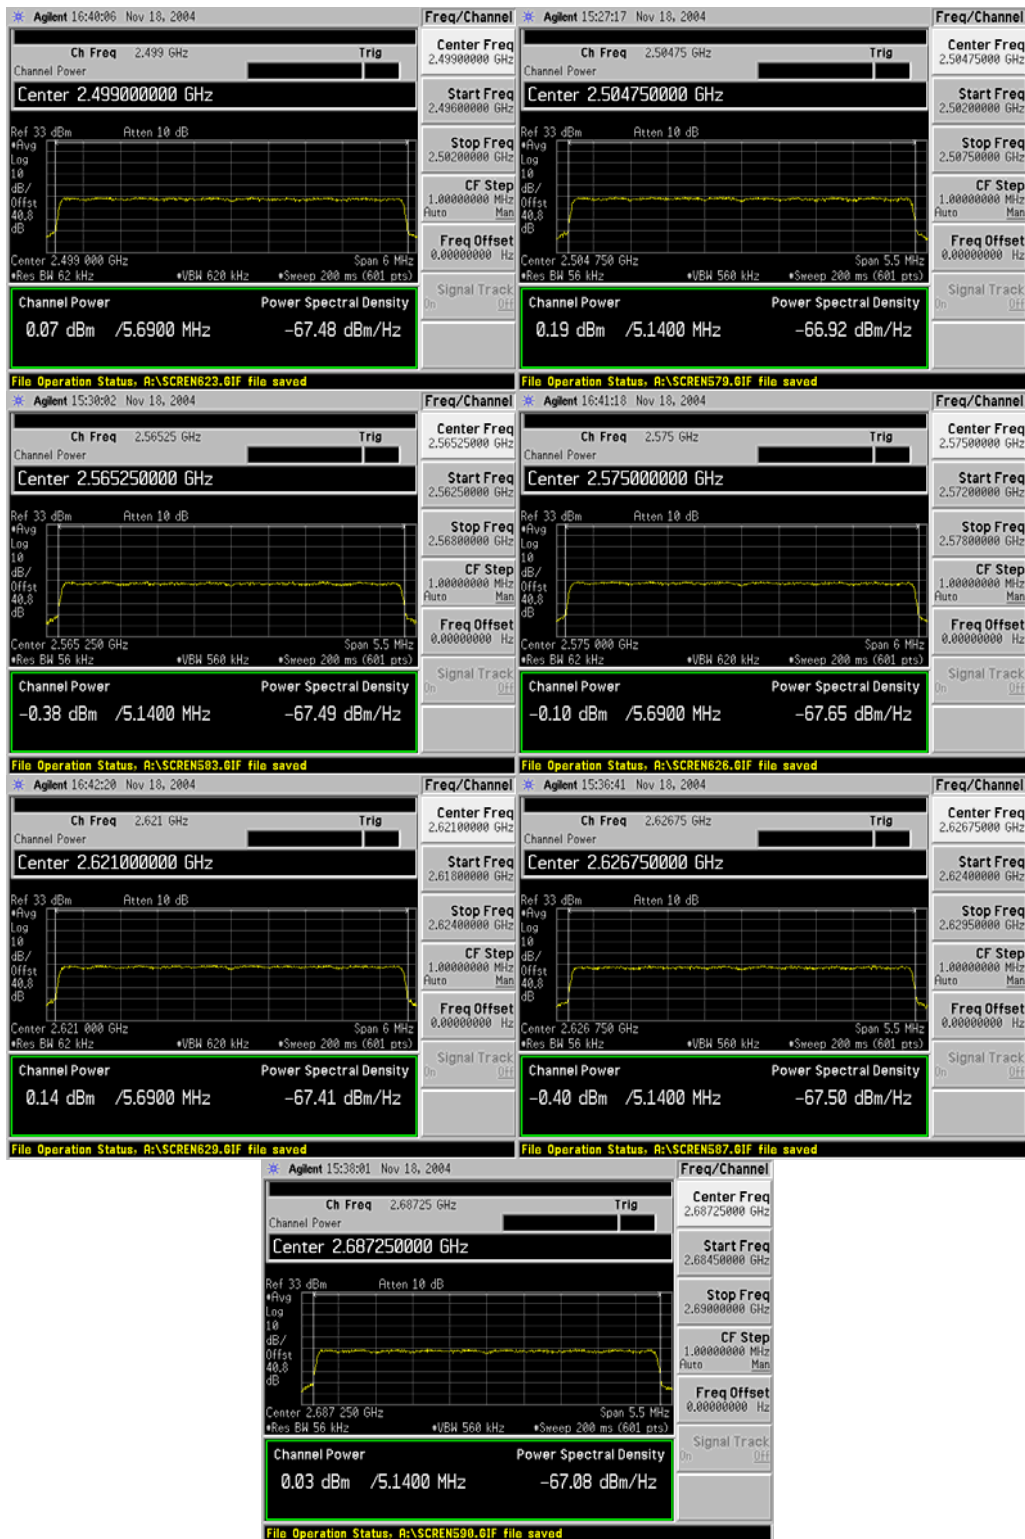 Agilent 16:40:06 Nov 18, 2004 Freq/Channel
Ch Freq 2.499 GHz Trig
Channel Power
Center 2.499000000 GHz
Ref 33 dBm Atten 10 dB
#Avg
Log
10
dB/
Offst
40.8
dB
Center 2.499 000 GHz Span 6 MHz
#Res BW 62 kHz #VBW 620 kHz #Sweep 200 ms (601 pts)
Channel Power Power Spectral Density
0.07 dBm /5.6900 MHz -67.48 dBm/Hz
File Operation Status, A:\SCREN623.GIF file saved
Center Freq
2.49900000 GHz
Start Freq
2.49600000 GHz
Stop Freq
2.50200000 GHz
CF Step
1.00000000 MHz
Auto Man
Freq Offset
0.00000000 Hz
Signal Track
On Off
Agilent 15:27:17 Nov 18, 2004 Freq/Channel
Ch Freq 2.50475 GHz Trig
Channel Power
Center 2.504750000 GHz
Ref 33 dBm Atten 10 dB
#Avg
Log
10
dB/
Offst
40.8
dB
Center 2.504 750 GHz Span 5.5 MHz
#Res BW 56 kHz #VBW 560 kHz #Sweep 200 ms (601 pts)
Channel Power Power Spectral Density
0.19 dBm /5.1400 MHz -66.92 dBm/Hz
File Operation Status, A:\SCREN579.GIF file saved
Center Freq
2.50475000 GHz
Start Freq
2.50200000 GHz
Stop Freq
2.50750000 GHz
CF Step
1.00000000 MHz
Auto Man
Freq Offset
0.00000000 Hz
Signal Track
On Off
Agilent 15:30:02 Nov 18, 2004 Freq/Channel
Ch Freq 2.56525 GHz Trig
Channel Power
Center 2.565250000 GHz
Ref 33 dBm Atten 10 dB
#Avg
Log
10
dB/
Offst
40.8
dB
Center 2.565 250 GHz Span 5.5 MHz
#Res BW 56 kHz #VBW 560 kHz #Sweep 200 ms (601 pts)
Channel Power Power Spectral Density
-0.38 dBm /5.1400 MHz -67.49 dBm/Hz
File Operation Status, A:\SCREN583.GIF file saved
Center Freq
2.56525000 GHz
Start Freq
2.56250000 GHz
Stop Freq
2.56800000 GHz
CF Step
1.00000000 MHz
Auto Man
Freq Offset
0.00000000 Hz
Signal Track
On Off
Agilent 16:41:18 Nov 18, 2004 Freq/Channel
Ch Freq 2.575 GHz Trig
Channel Power
Center 2.575000000 GHz
Ref 33 dBm Atten 10 dB
#Avg
Log
10
dB/
Offst
40.8
dB
Center 2.575 000 GHz Span 6 MHz
#Res BW 62 kHz #VBW 620 kHz #Sweep 200 ms (601 pts)
Channel Power Power Spectral Density
-0.10 dBm /5.6900 MHz -67.65 dBm/Hz
File Operation Status, A:\SCREN626.GIF file saved
Center Freq
2.57500000 GHz
Start Freq
2.57200000 GHz
Stop Freq
2.57800000 GHz
CF Step
1.00000000 MHz
Auto Man
Freq Offset
0.00000000 Hz
Signal Track
On Off
Agilent 16:42:20 Nov 18, 2004 Freq/Channel
Ch Freq 2.621 GHz Trig
Channel Power
Center 2.621000000 GHz
Ref 33 dBm Atten 10 dB
#Avg
Log
10
dB/
Offst
40.8
dB
Center 2.621 000 GHz Span 6 MHz
#Res BW 62 kHz #VBW 620 kHz #Sweep 200 ms (601 pts)
Channel Power Power Spectral Density
0.14 dBm /5.6900 MHz -67.41 dBm/Hz
File Operation Status, A:\SCREN629.GIF file saved
Center Freq
2.62100000 GHz
Start Freq
2.61800000 GHz
Stop Freq
2.62400000 GHz
CF Step
1.00000000 MHz
Auto Man
Freq Offset
0.00000000 Hz
Signal Track
On Off
Agilent 15:36:41 Nov 18, 2004 Freq/Channel
Ch Freq 2.62675 GHz Trig
Channel Power
Center 2.626750000 GHz
Ref 33 dBm Atten 10 dB
#Avg
Log
10
dB/
Offst
40.8
dB
Center 2.626 750 GHz Span 5.5 MHz
#Res BW 56 kHz #VBW 560 kHz #Sweep 200 ms (601 pts)
Channel Power Power Spectral Density
-0.40 dBm /5.1400 MHz -67.50 dBm/Hz
File Operation Status, A:\SCREN587.GIF file saved
Center Freq
2.62675000 GHz
Start Freq
2.62400000 GHz
Stop Freq
2.62950000 GHz
CF Step
1.00000000 MHz
Auto Man
Freq Offset
0.00000000 Hz
Signal Track
On Off
Agilent 15:38:01 Nov 18, 2004 Freq/Channel
Ch Freq 2.68725 GHz Trig
Channel Power
Center 2.687250000 GHz
Ref 33 dBm Atten 10 dB
#Avg
Log
10
dB/
Offst
40.8
dB
Center 2.687 250 GHz Span 5.5 MHz
#Res BW 56 kHz #VBW 560 kHz #Sweep 200 ms (601 pts)
Channel Power Power Spectral Density
0.03 dBm /5.1400 MHz -67.08 dBm/Hz
File Operation Status, A:\SCREN590.GIF file saved
Center Freq
2.68725000 GHz
Start Freq
2.68450000 GHz
Stop Freq
2.69000000 GHz
CF Step
1.00000000 MHz
Auto Man
Freq Offset
0.00000000 Hz
Signal Track
On Off